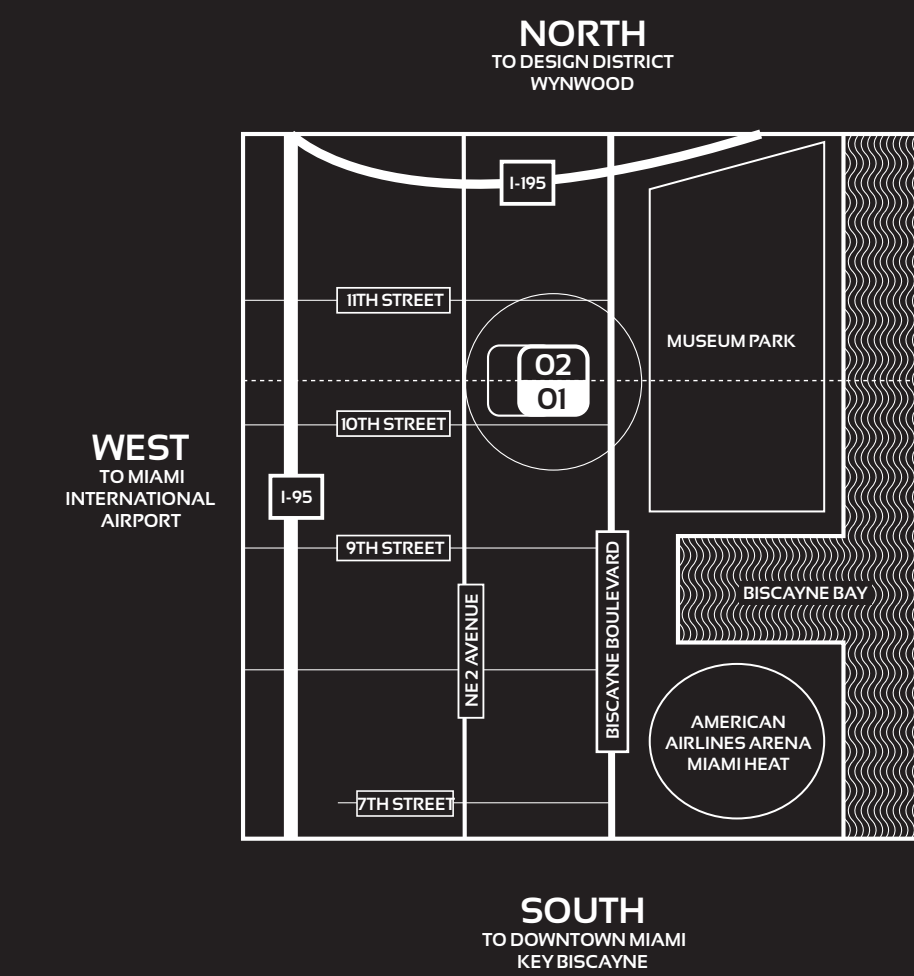 NORTH
TO DESIGN DISTRICT
WYNWOOD
I-195
11TH STREET
MUSEUM PARK
02
01
10TH STREET
WEST
TO MIAMI
INTERNATIONAL
AIRPORT
I-95
9TH STREET
BISCAYNE BOULEVARD
BISCAYNE BAY
NE 2 AVENUE
AMERICAN
AIRLINES ARENA
MIAMI HEAT
7TH STREET
SOUTH
TO DOWNTOWN MIAMI
KEY BISCAYNE